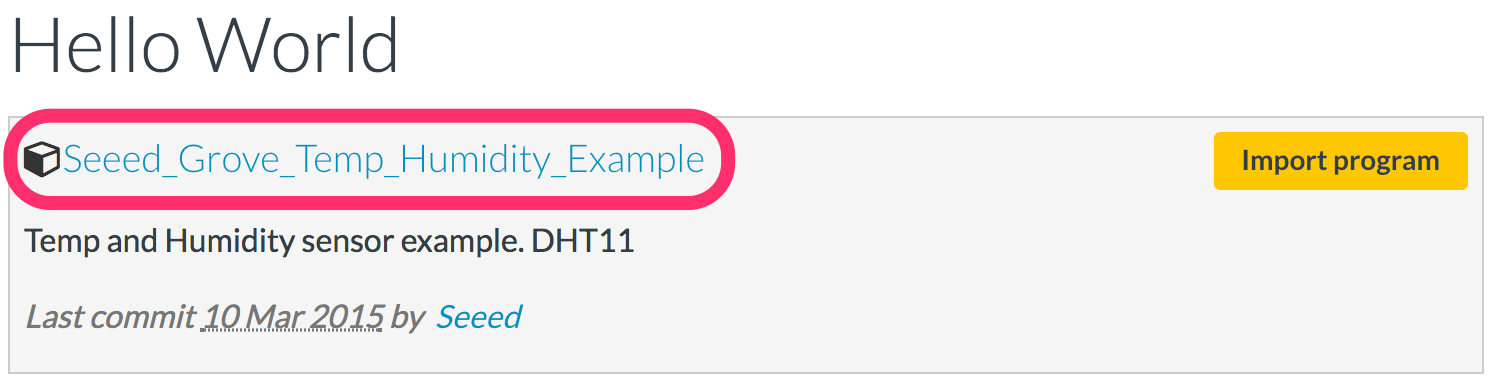 Hello World
Seeed_Grove_Temp_Humidity_Example
Import program
Temp and Humidity sensor example. DHT11
Last commit 10 Mar 2015 by Seeed